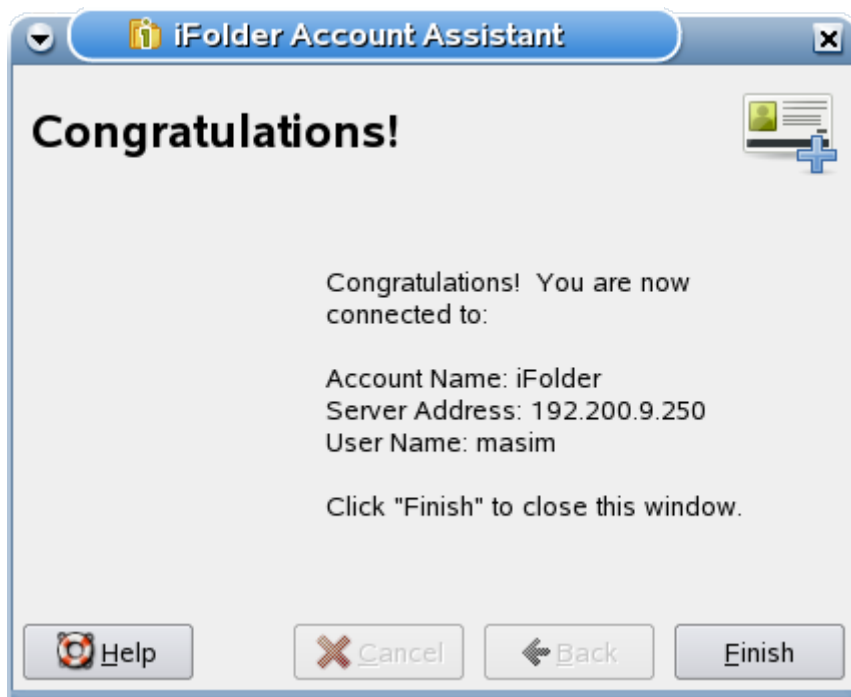 iFolder Account Assistant
Congratulations!
Congratulations!  You are now
connected to:
Account Name: iFolder
Server Address: 192.200.9.250
User Name: masim
Click "Finish" to close this window.
Help Cancel Back Finish